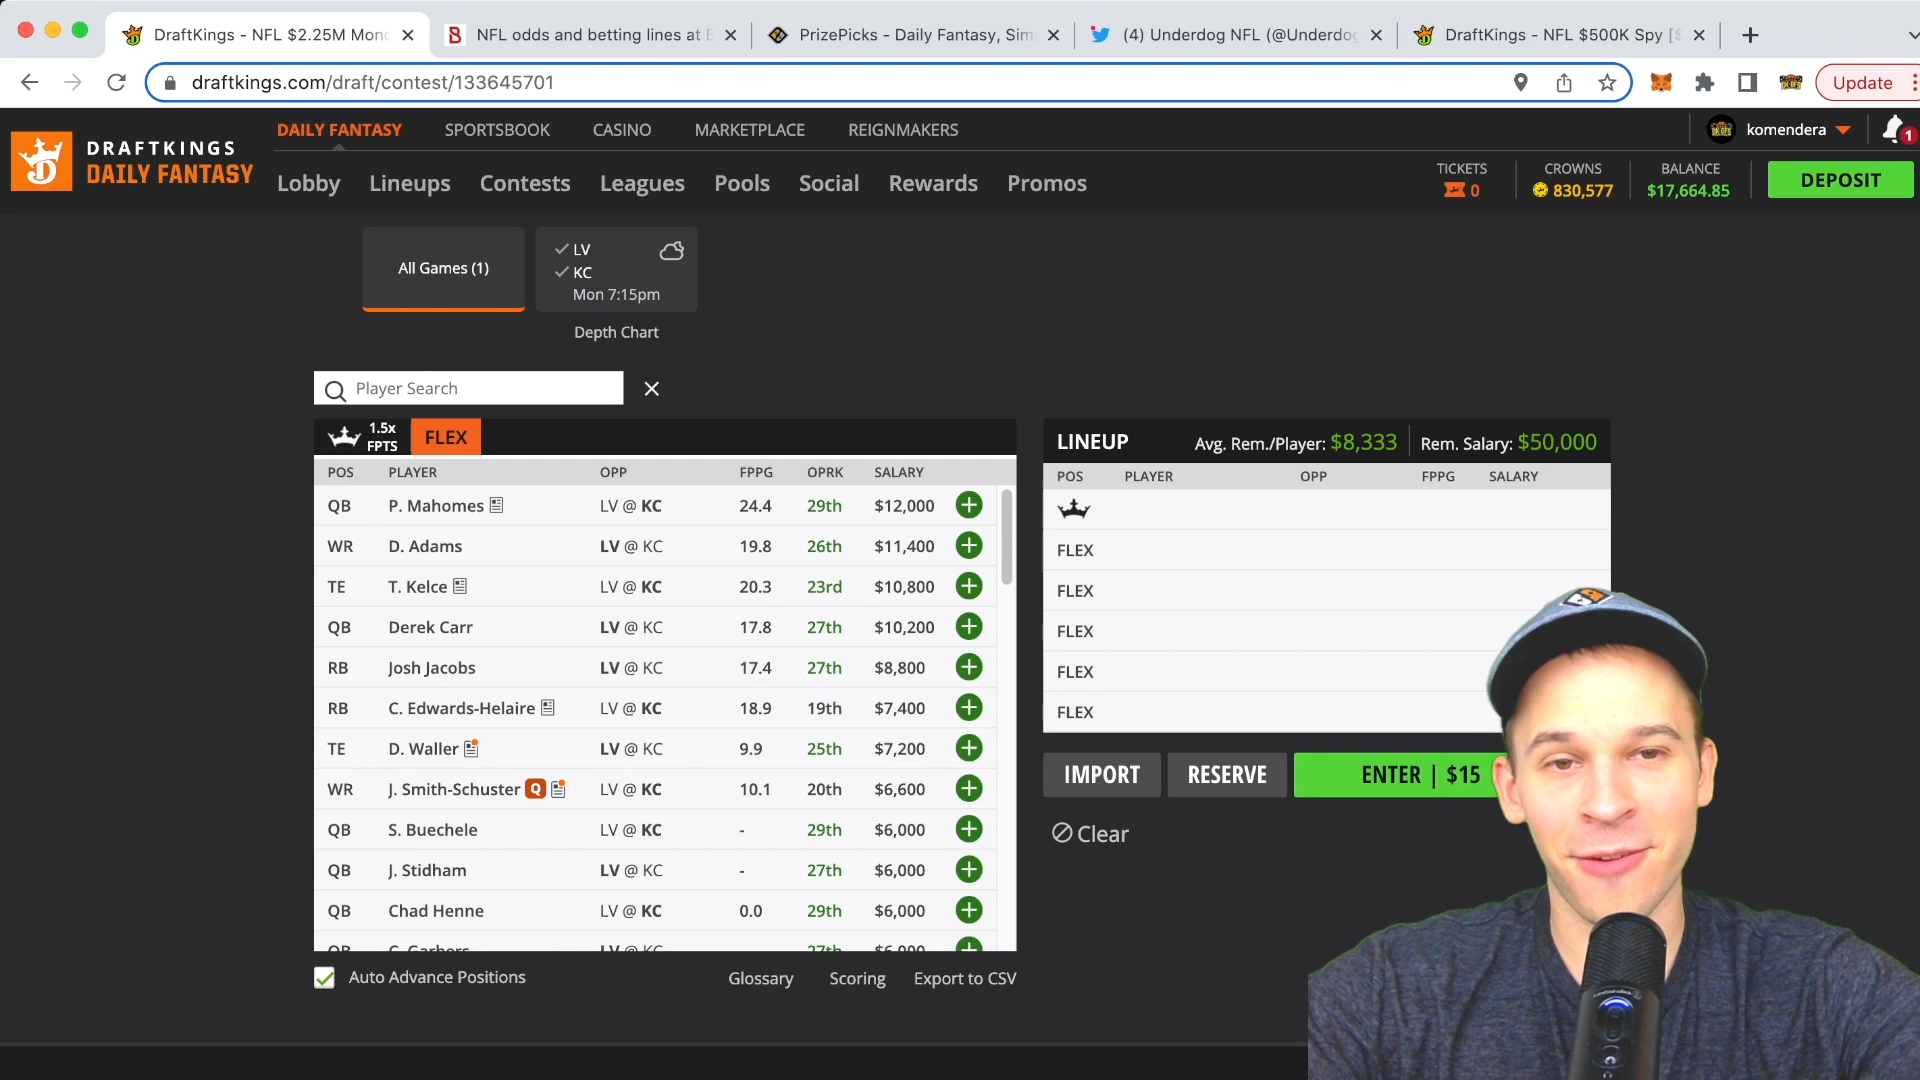 DraftKings - NFL $2.25M Mond
NFL odds and betting lines at B
PrizePicks - Daily Fantasy, Sim
(4) Underdog NFL (@Underdog
DraftKings - NFL $500K Spy [$
draftkings.com/draft/contest/133645701
Update
DRAFTKINGS
DAILY FANTASY
DAILY FANTASY SPORTSBOOK CASINO MARKETPLACE REIGNMAKERS
komendera
1
Lobby Lineups Contests Leagues Pools Social Rewards Promos
TICKETS
0
CROWNS
830,577
BALANCE
$17,664.85
DEPOSIT
All Games (1)
LV
KC
Mon 7:15pm
Depth Chart
Player Search
1.5x
FPTS
FLEX
POS PLAYER OPP FPPG OPRK SALARY
QB P. Mahomes LV @ KC 24.4 29th $12,000
WR D. Adams LV @ KC 19.8 26th $11,400
TE T. Kelce LV @ KC 20.3 23rd $10,800
QB Derek Carr LV @ KC 17.8 27th $10,200
RB Josh Jacobs LV @ KC 17.4 27th $8,800
RB C. Edwards-Helaire LV @ KC 18.9 19th $7,400
TE D. Waller LV @ KC 9.9 25th $7,200
WR J. Smith-Schuster Q LV @ KC 10.1 20th $6,600
QB S. Buechele LV @ KC - 29th $6,000
QB J. Stidham LV @ KC - 27th $6,000
QB Chad Henne LV @ KC 0.0 29th $6,000
QB C. Garbers LV @ KC 27th $6,000
Auto Advance Positions
Glossary Scoring Export to CSV
LINEUP Avg. Rem./Player: $8,333 Rem. Salary: $50,000
POS PLAYER OPP FPPG SALARY
FLEX
FLEX
FLEX
FLEX
FLEX
IMPORT RESERVE ENTER | $15
Clear